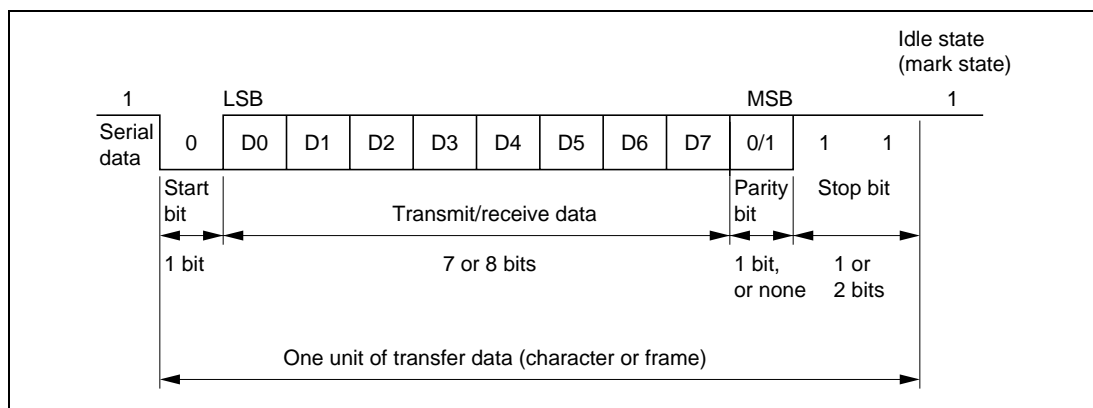 Idle state
(mark state)
1 LSB MSB 1
Serial
data
0 D0 D1 D2 D3 D4 D5 D6 D7 0/1 1 1
Start
bit
Transmit/receive data
Parity
bit
Stop bit
1 bit
7 or 8 bits
1 bit,
or none
1 or
2 bits
One unit of transfer data (character or frame)